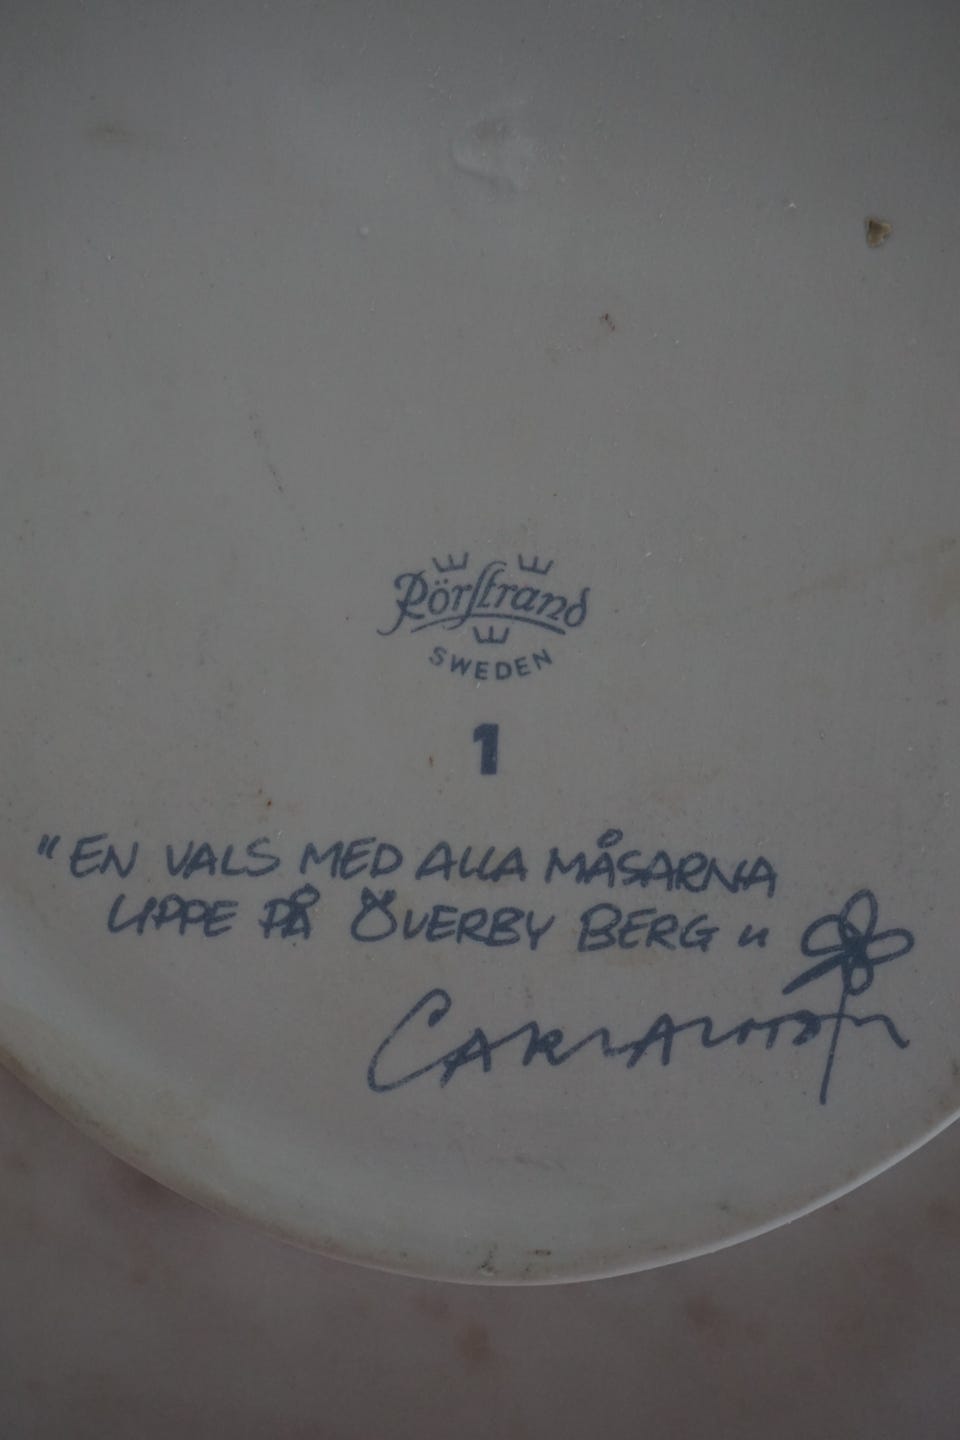 Rörstrand
SWEDEN
1
"EN VALS MED ALLA MÅSARNA
UPPE PÅ ÖVERBY BERG"